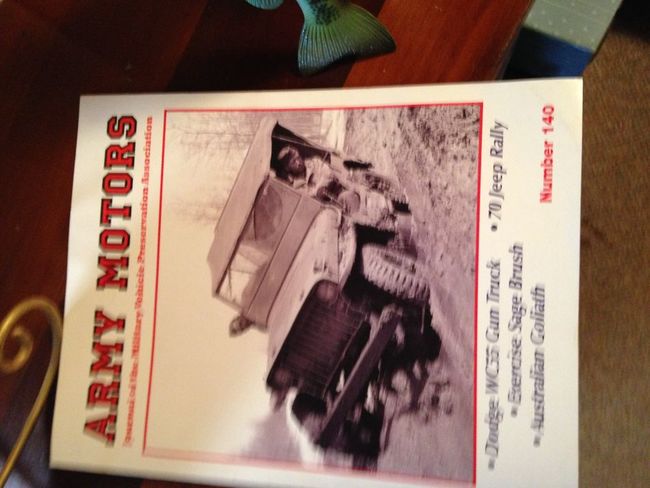 ARMY MOTORS
Journal of the Military Vehicle Preservation Association
• Dodge WC55 Gun Truck • 70 Jeep Rally
• Exercise Sage Brush
• Australian Goliath
Number 140